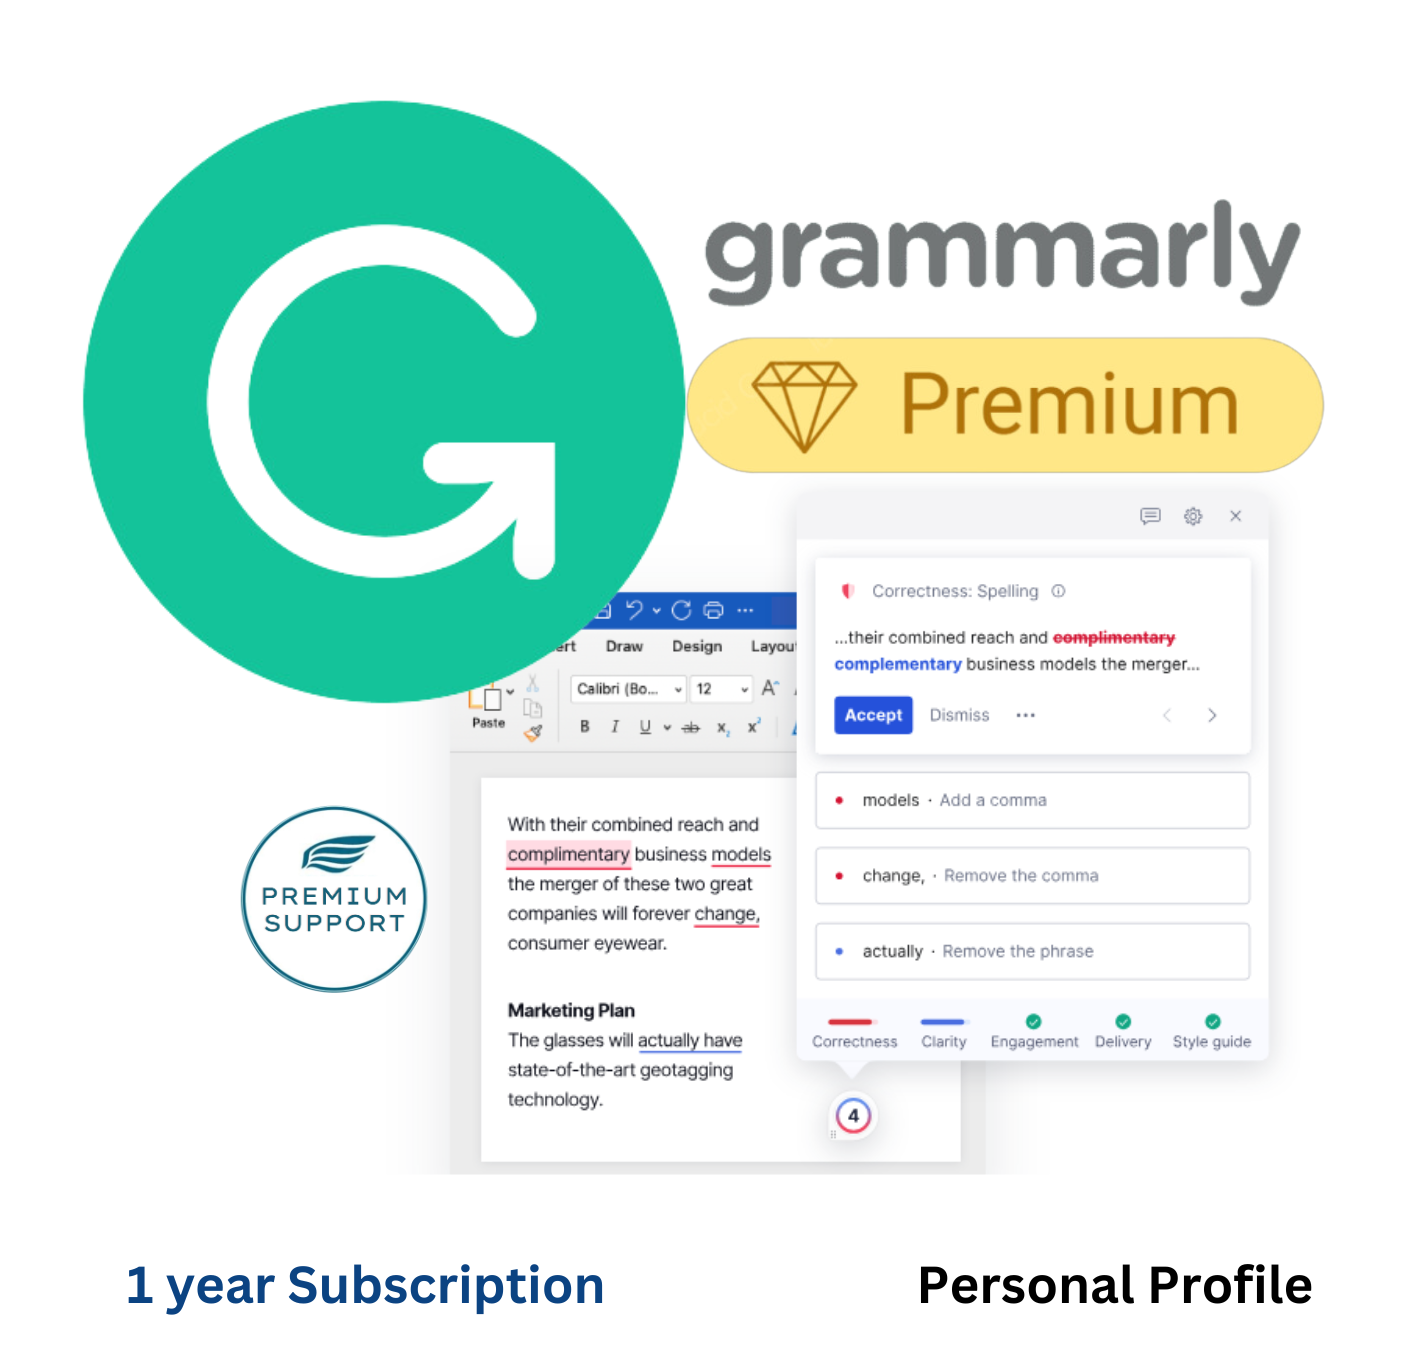 grammarly
Premium
Correctness: Spelling
...their combined reach and complimentary
complementary business models the merger...
Accept Dismiss
models · Add a comma
change, · Remove the comma
actually · Remove the phrase
Correctness Clarity Engagement Delivery Style guide
4
Draw Design
Calibri (Bo... 12 A
Paste
B I U ab x₂ x²
With their combined reach and
complimentary business models
the merger of these two great
companies will forever change,
consumer eyewear.
Marketing Plan
The glasses will actually have
state-of-the-art geotagging
technology.
PREMIUM
SUPPORT
1 year Subscription
Personal Profile